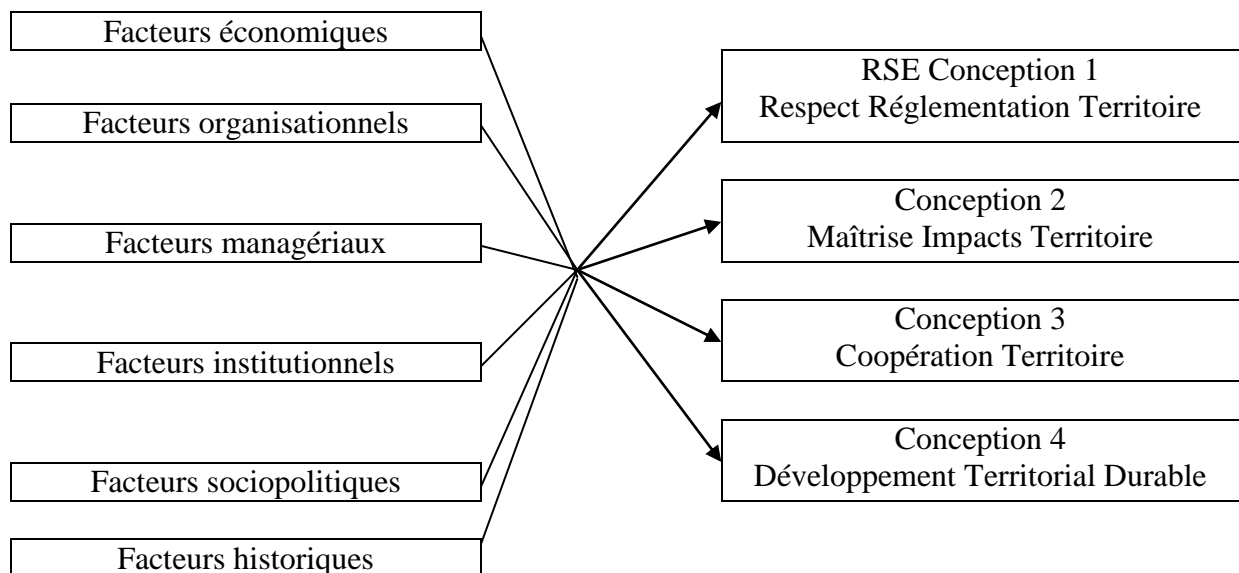 Facteurs économiques
Facteurs organisationnels
Facteurs managériaux
Facteurs institutionnels
Facteurs sociopolitiques
Facteurs historiques
RSE Conception 1
Respect Réglementation Territoire
Conception 2
Maîtrise Impacts Territoire
Conception 3
Coopération Territoire
Conception 4
Développement Territorial Durable